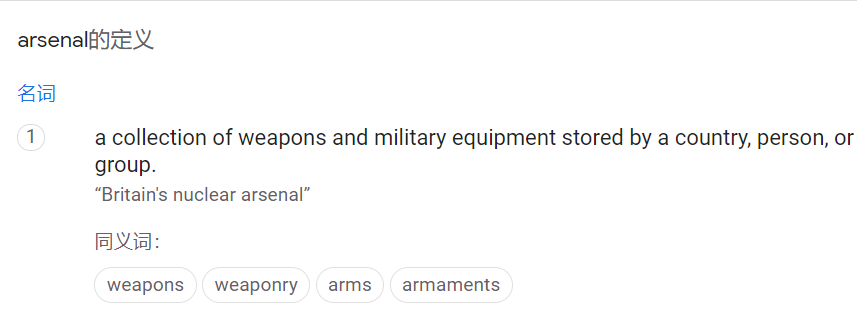 arsenal的定义
名词
1 a collection of weapons and military equipment stored by a country, person, or
group.
“Britain's nuclear arsenal”
同义词：
weapons weaponry arms armaments